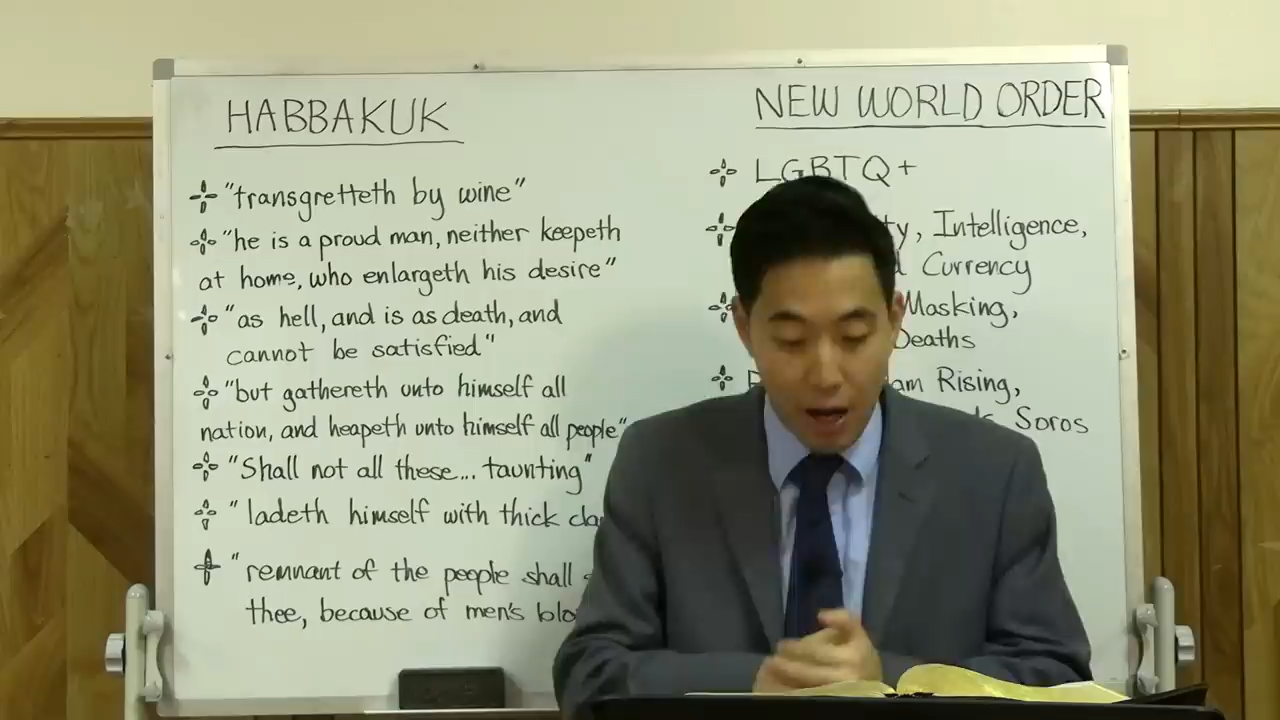 HABBAKUK
"transgretteth by wine"
"he is a proud man, neither keepeth
at home, who enlargeth his desire"
"as hell, and is as death, and
cannot be satisfied"
"but gathereth unto himself all
nation, and heapeth unto himself all people"
"Shall not all these... taunting"
"ladeth himself with thick
"remnant of the people shall
thee, because of men's
NEW WORLD ORDER
LGBTQ+
Intelligence,
Currency
Masking,
Deaths
Rising,
Soros